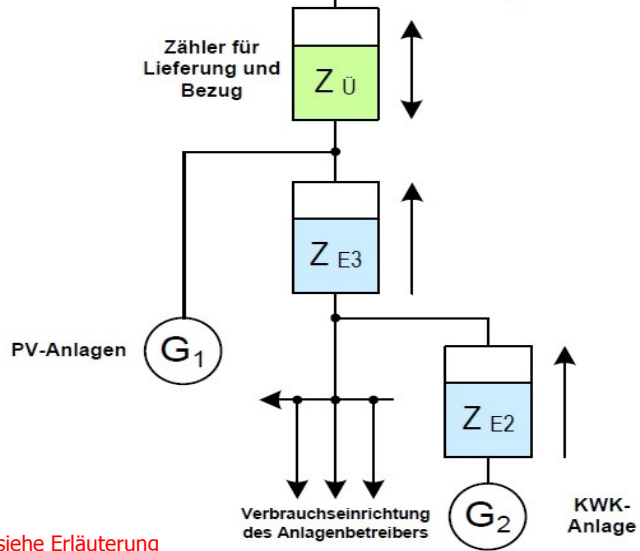 Zähler für
Lieferung und
Bezug
Z Ü
Z E3
PV-Anlagen
G1
Z E2
Verbrauchseinrichtung
des Anlagenbetreibers
G2
KWK-
Anlage
siehe Erläuterung